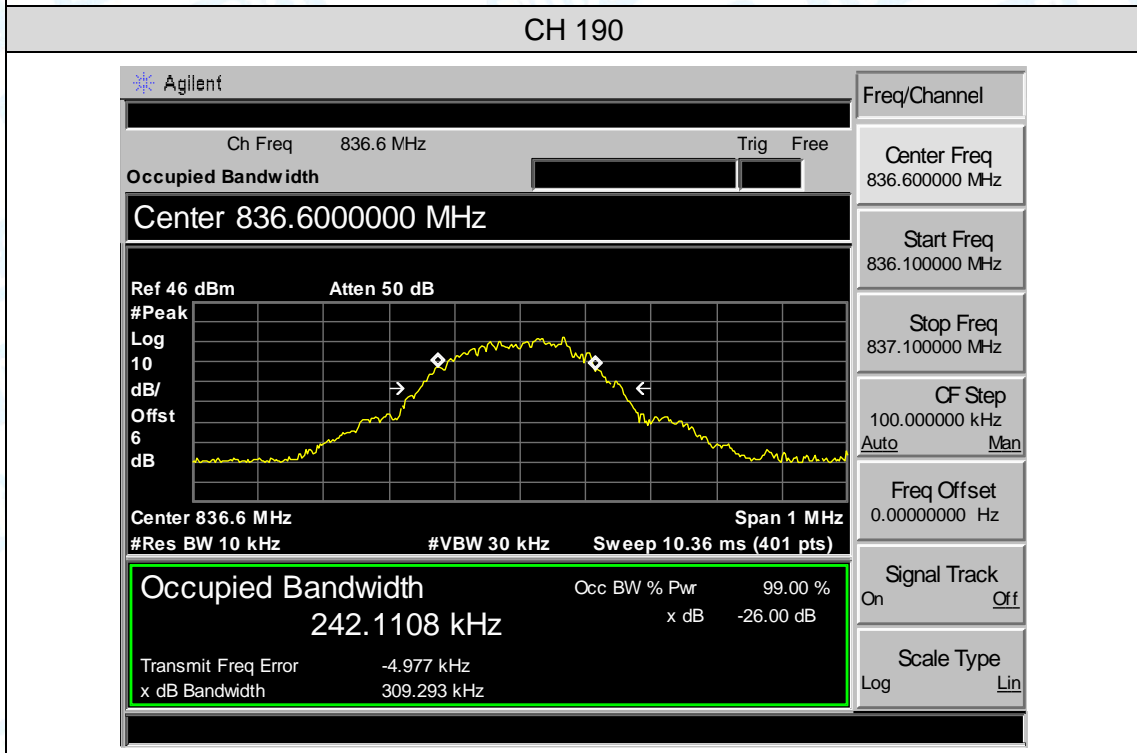 CH 190
Agilent
Freq/Channel
Ch Freq 836.6 MHz Trig Free
Occupied Bandwidth
Center Freq
836.600000 MHz
Center 836.6000000 MHz
Start Freq
836.100000 MHz
Ref 46 dBm Atten 50 dB
#Peak
Log
10
dB/
Offst
6
dB
Stop Freq
837.100000 MHz
CF Step
100.000000 kHz
Auto Man
Center 836.6 MHz Span 1 MHz
#Res BW 10 kHz #VBW 30 kHz Sweep 10.36 ms (401 pts)
Freq Offset
0.00000000 Hz
Occupied Bandwidth Occ BW % Pwr 99.00 %
242.1108 kHz x dB -26.00 dB
Transmit Freq Error -4.977 kHz
x dB Bandwidth 309.293 kHz
Signal Track
On Off
Scale Type
Log Lin